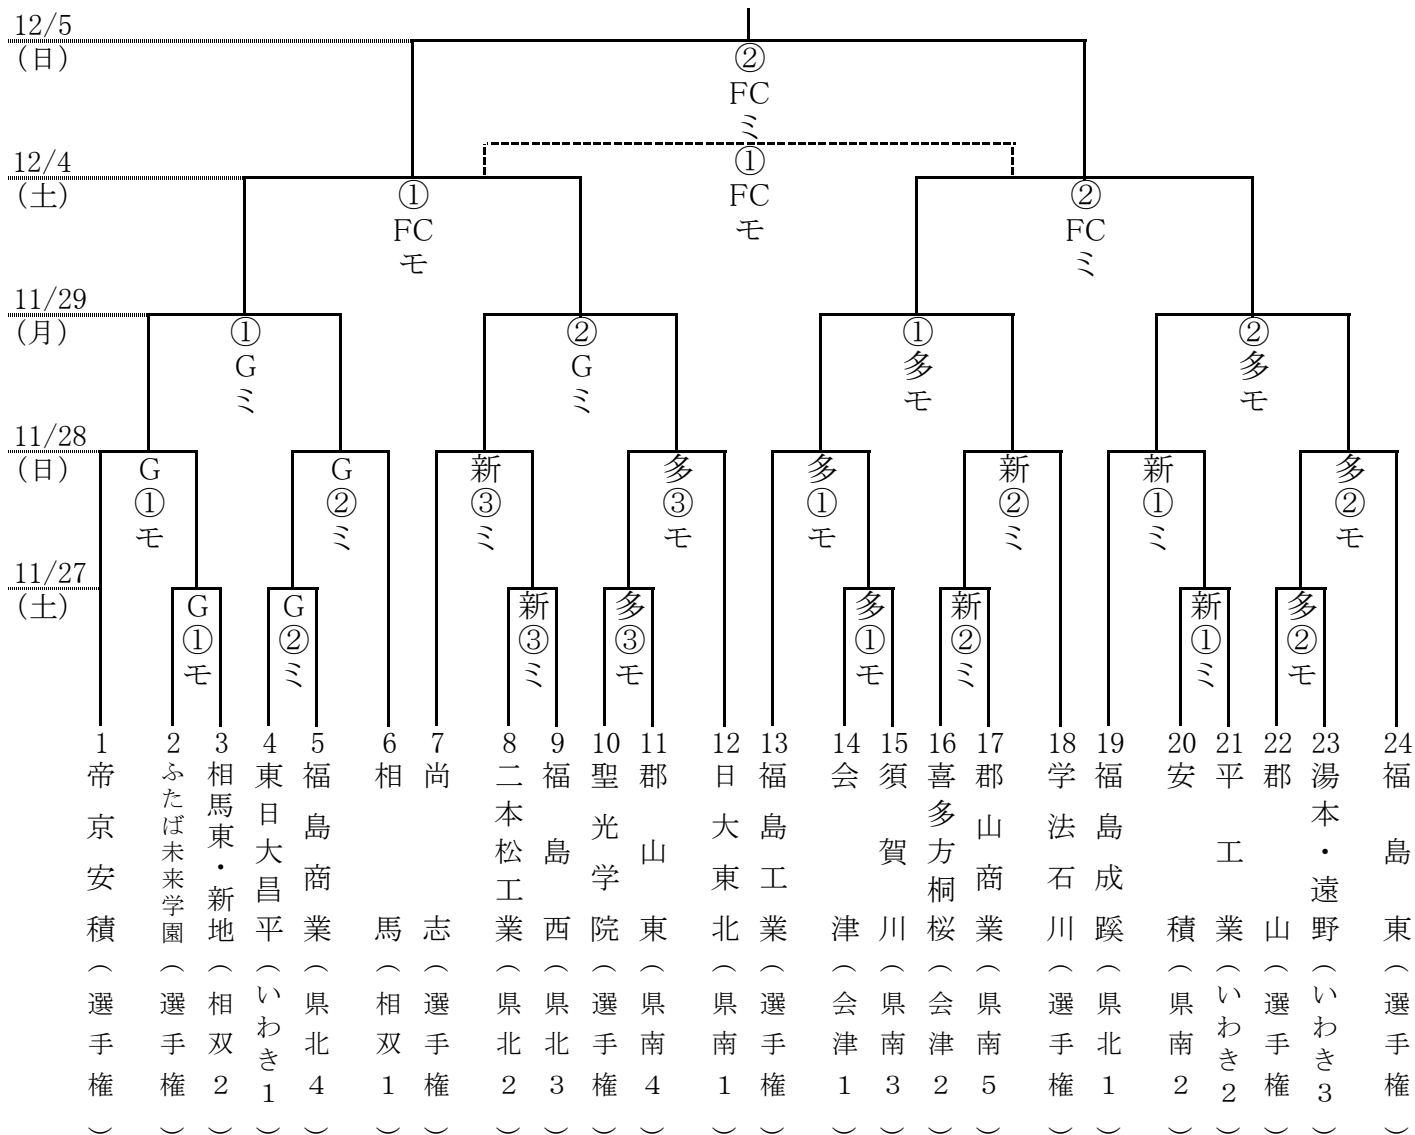 12/5
(日)
②
FC
ミ
12/4
(土)
①
FC
モ
①
FC
モ
②
FC
ミ
11/29
(月)
①
G
ミ
②
G
ミ
①
多
モ
②
多
モ
11/28
(日)
G
①
モ
G
②
ミ
新
③
ミ
多
③
モ
多
①
モ
新
②
ミ
新
①
ミ
多
②
モ
11/27
(土)
G
①
モ
G
②
ミ
新
③
ミ
多
③
モ
多
①
モ
新
②
ミ
新
①
ミ
多
②
モ
1
帝京安積(選手権)
2
ふたば未来学園(選手権)
3
相馬東・新地(相双2)
4
東日大昌平(いわき1)
5
福島商業(県北4)
6
相馬(相双1)
7
尚志(選手権)
8
二本松工業(県北2)
9
福島西(県北3)
10
聖光学院(選手権)
11
郡山東(県南4)
12
日大東北(県南1)
13
福島工業(選手権)
14
会津(会津1)
15
須賀川(県南3)
16
喜多方桐桜(会津2)
17
郡山商業(県南5)
18
学法石川(選手権)
19
福島成蹊(県北1)
20
安積(県南2)
21
平工業(いわき2)
22
郡山(選手権)
23
湯本・遠野(いわき3)
24
福島東(選手権)